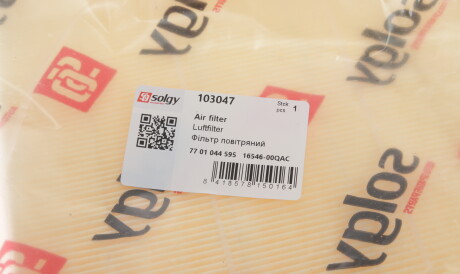 solgy
solgy
103047
Stck
pcs
1
Air filter
Luftfilter
Фільтр повітряний
77 01 044 595 16546-00QAC
8 418578 150164
solgy
solgy
solgy